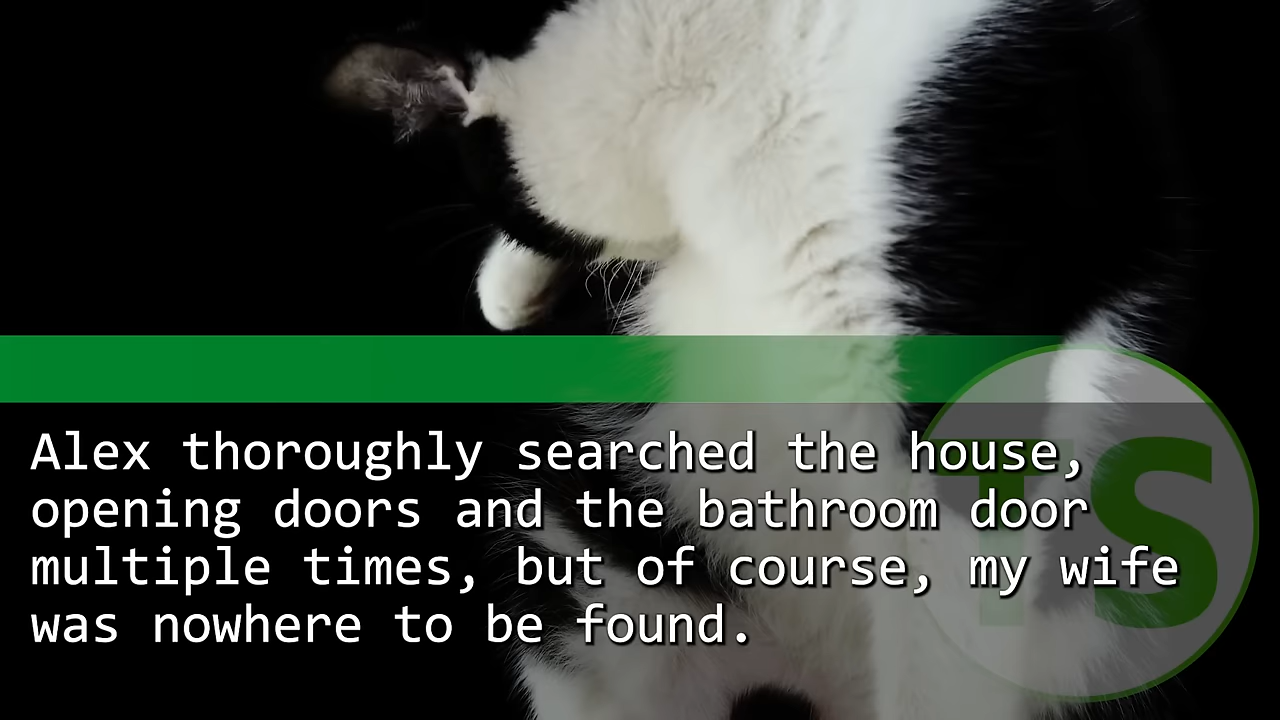 Alex thoroughly searched the house,
opening doors and the bathroom door
multiple times, but of course, my wife
was nowhere to be found.
TS